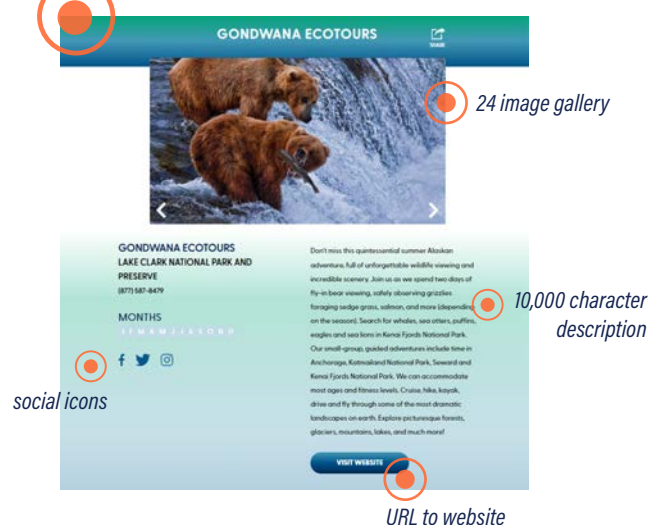 GONDWANA ECOTOURS
SHARE
24 image gallery
GONDWANA ECOTOURS
LAKE CLARK NATIONAL PARK AND
PRESERVE
(877) 587-8479
MONTHS
J F M A M J J A S O N D
social icons
Don't miss this quintessential summer Alaskan
adventure, full of unforgettable wildlife viewing and
incredible scenery. Join us as we spend two days of
fly-in bear viewing, safely observing grizzlies
foraging sedge grass, salmon, and more (depending
on the season). Search for whales, sea otters, puffins,
eagles and sea lions in Kenai Fjords National Park.
Our small-group, guided adventures include time in
Anchorage, Katmailand National Park, Seward and
Kenai Fjords National Park. We can accommodate
most ages and fitness levels. Cruise, hike, kayak,
drive and fly through some of the most dramatic
landscapes on earth. Explore picturesque forests,
glaciers, mountains, lakes, and much more!
10,000 character
description
VISIT WEBSITE
URL to website